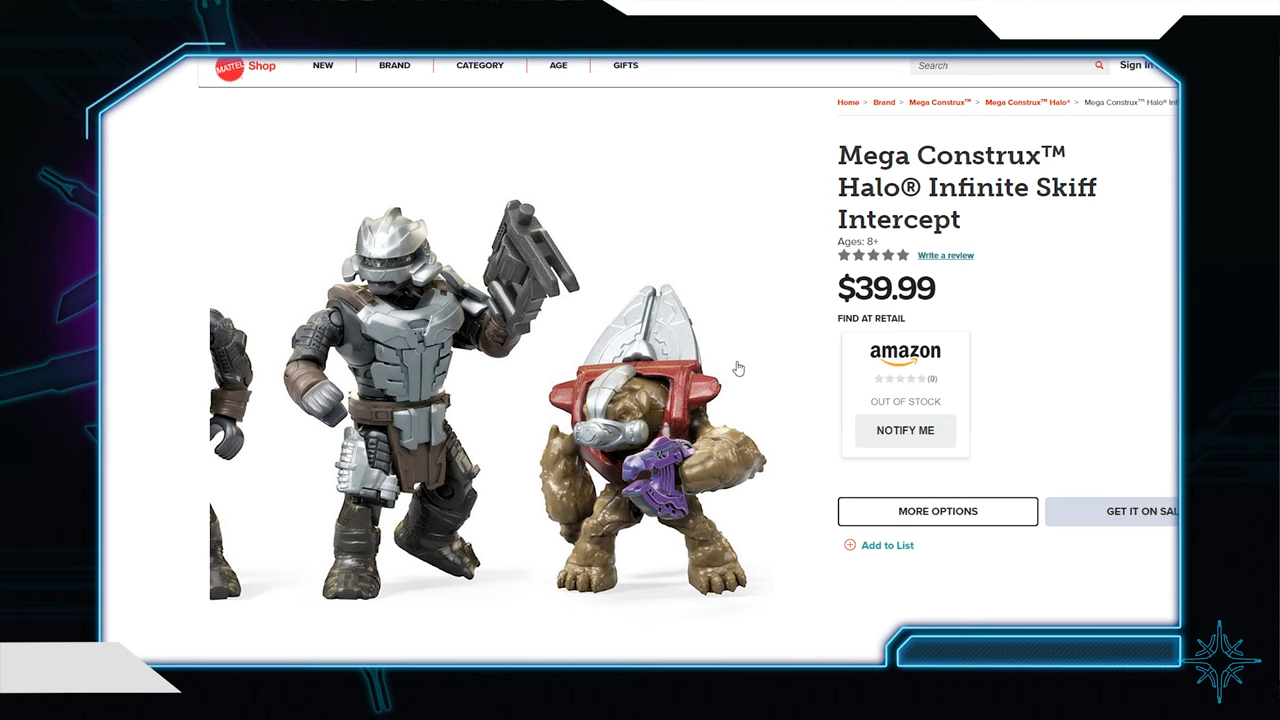 MATTEL Shop
NEW
BRAND
CATEGORY
AGE
GIFTS
Search
Sign In
Home > Brand > Mega Construx™ > Mega Construx™ Halo® > Mega Construx™ Halo® Inf
Mega Construx™
Halo® Infinite Skiff
Intercept
Ages: 8+
Write a review
$39.99
FIND AT RETAIL
amazon
(0)
OUT OF STOCK
NOTIFY ME
MORE OPTIONS
GET IT ON SAL
Add to List